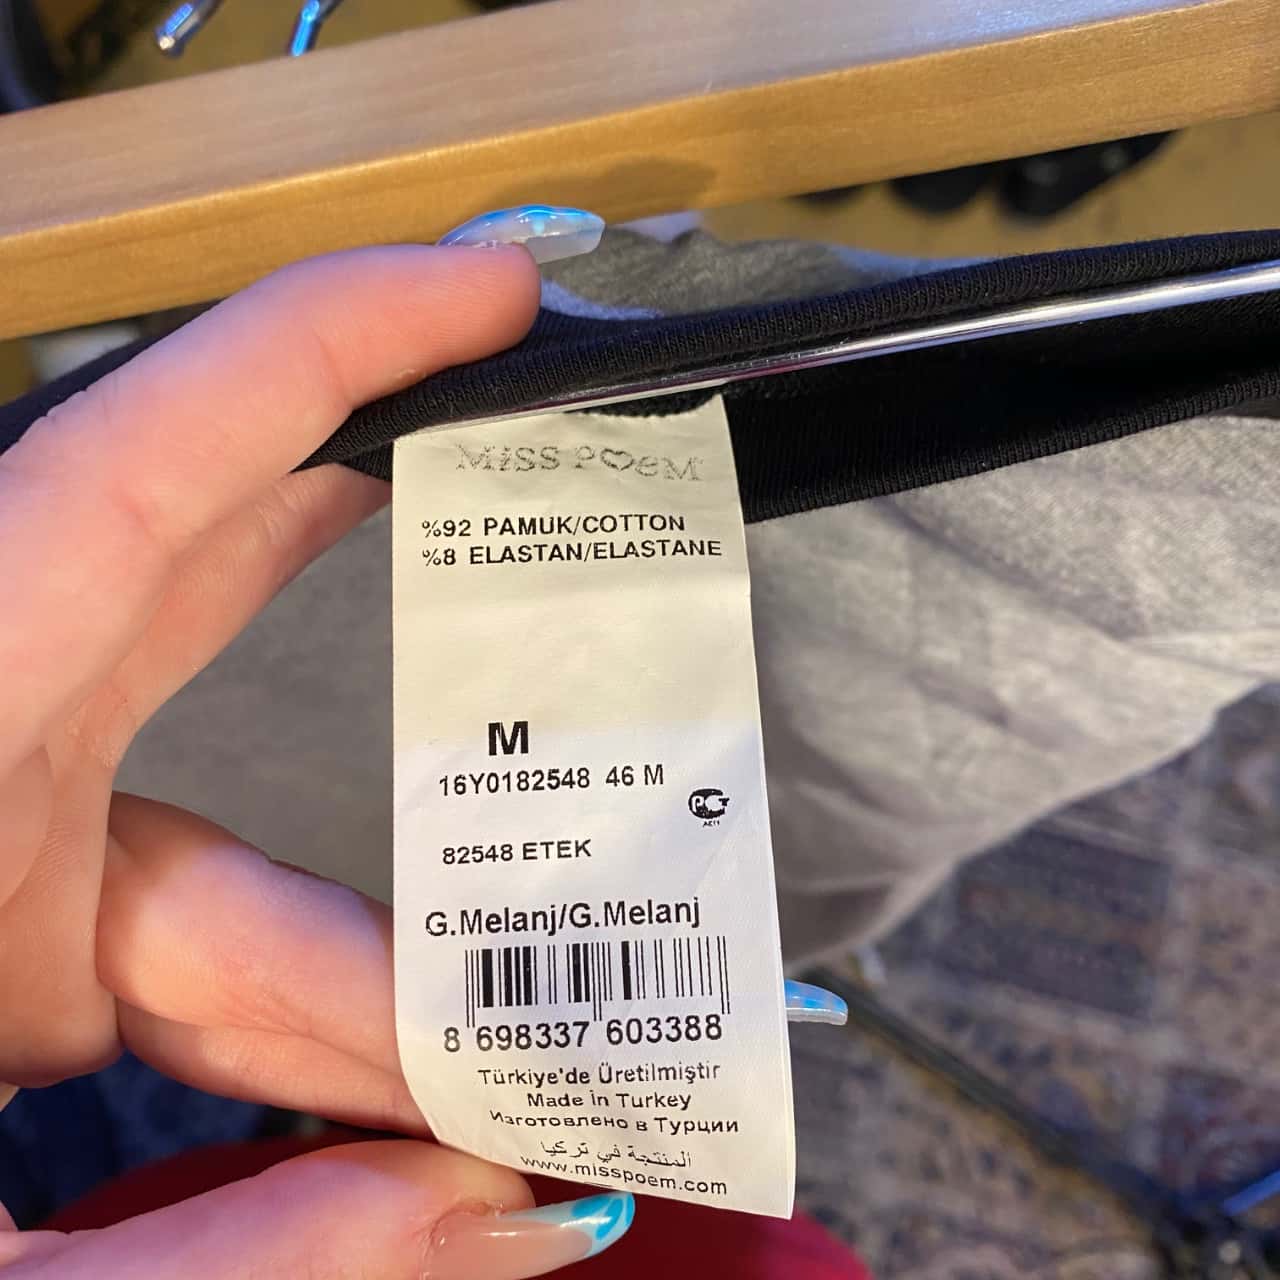 MiSS P♡eM
%92 PAMUK/COTTON
%8 ELASTAN/ELASTANE
M
16Y0182548 46 M
82548 ETEK
G.Melanj/G.Melanj
8 698337 603388
Türkiye'de Üretilmiştir
Made in Turkey
Изготовлено в Турции
المنتجة في تركيا
www.misspoem.com